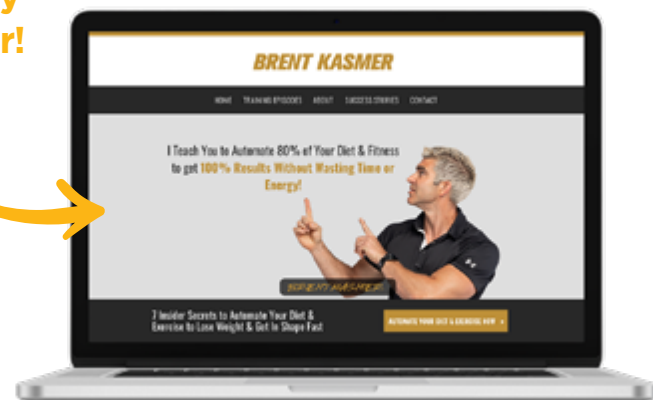 y
r!
BRENT KASMER
HOME TRAINING EPISODES ABOUT SUCCESS STORIES CONTACT
I Teach You to Automate 80% of Your Diet & Fitness
to get 100% Results Without Wasting Time or
Energy!
BRENT KASMER
7 Insider Secrets to Automate Your Diet &
Exercise to Lose Weight & Get In Shape Fast
AUTOMATE YOUR DIET & EXERCISE NOW